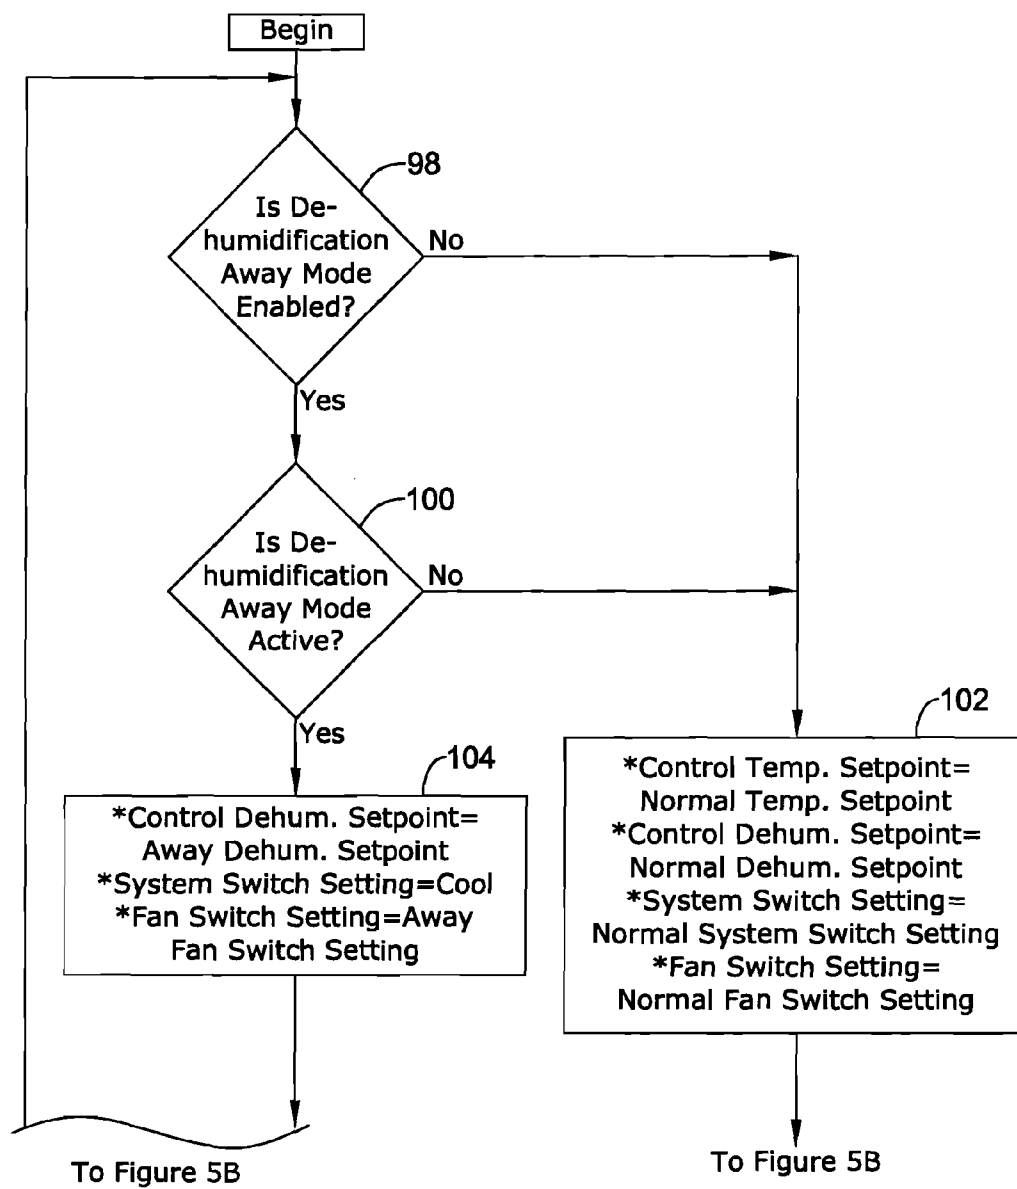 Begin
98
Is De-
humidification
Away Mode
Enabled?
No
Yes
100
Is De-
humidification
Away Mode
Active?
No
Yes
104
*Control Dehum. Setpoint=
Away Dehum. Setpoint
*System Switch Setting=Cool
*Fan Switch Setting=Away
Fan Switch Setting
102
*Control Temp. Setpoint=
Normal Temp. Setpoint
*Control Dehum. Setpoint=
Normal Dehum. Setpoint
*System Switch Setting=
Normal System Switch Setting
*Fan Switch Setting=
Normal Fan Switch Setting
To Figure 5B
To Figure 5B